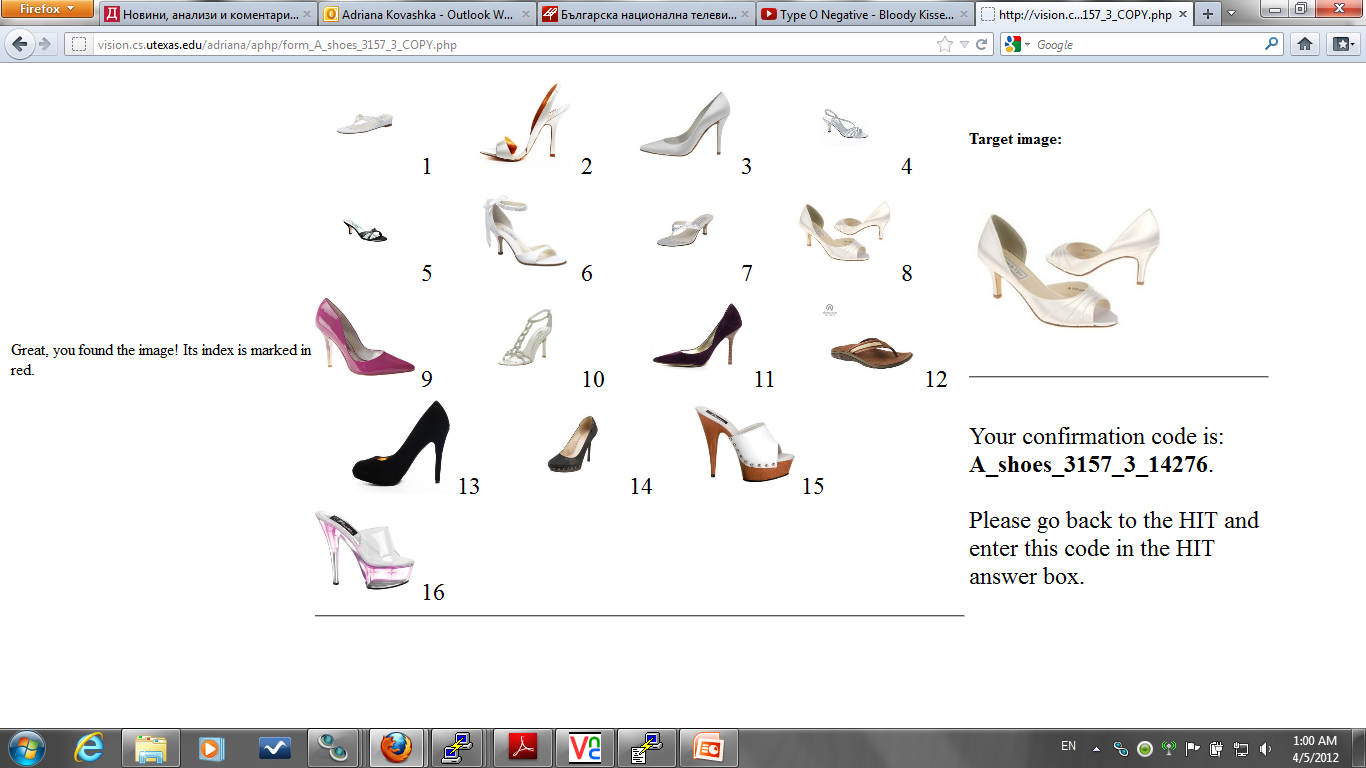 Firefox
Новини, анализи и коментари...
Adriana Kovashka - Outlook W...
Българска национална телеви...
Type O Negative - Bloody Kisse...
http://vision.c...157_3_COPY.php
vision.cs.utexas.edu/adriana/aphp/form_A_shoes_3157_3_COPY.php
Google
1
2
3
4
Target image:
5
6
7
8
Great, you found the image! Its index is marked in
red.
9
10
11
12
Your confirmation code is:
A_shoes_3157_3_14276.
13
14
15
Please go back to the HIT and
enter this code in the HIT
answer box.
16
EN
1:00 AM
4/5/2012